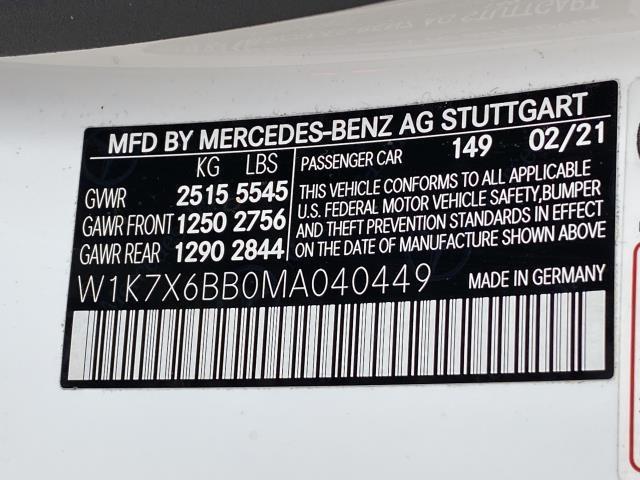 MFD BY MERCEDES-BENZ AG STUTTGART
KG LBS
GVWR 2515 5545
GAWR FRONT 1250 2756
GAWR REAR 1290 2844
PASSENGER CAR 149 02/21
THIS VEHICLE CONFORMS TO ALL APPLICABLE
U.S. FEDERAL MOTOR VEHICLE SAFETY,BUMPER
AND THEFT PREVENTION STANDARDS IN EFFECT
ON THE DATE OF MANUFACTURE SHOWN ABOVE
W1K7X6BB0MA040449 MADE IN GERMANY